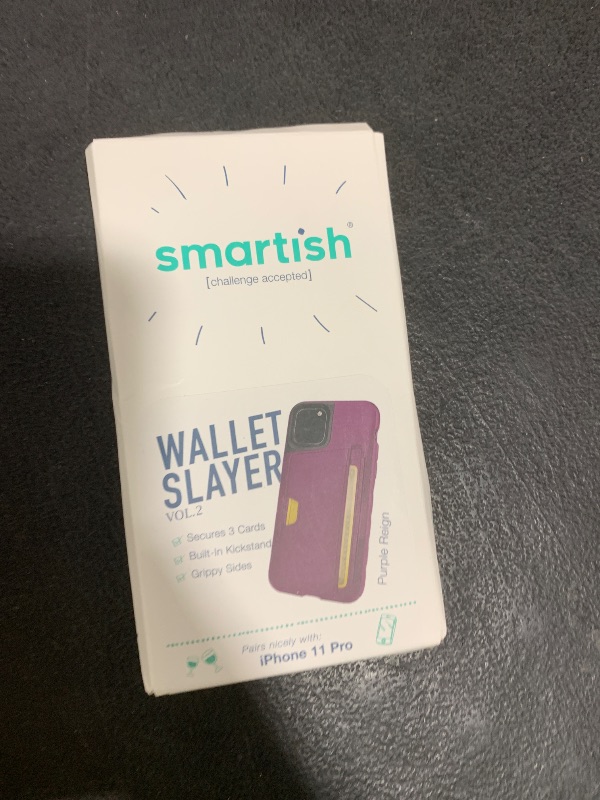 smartish®
[challenge accepted]
WALLET
SLAYER
VOL.2
Secures 3 Cards
Built-In Kickstand
Grippy Sides
Purple Reign
Pairs nicely with:
iPhone 11 Pro